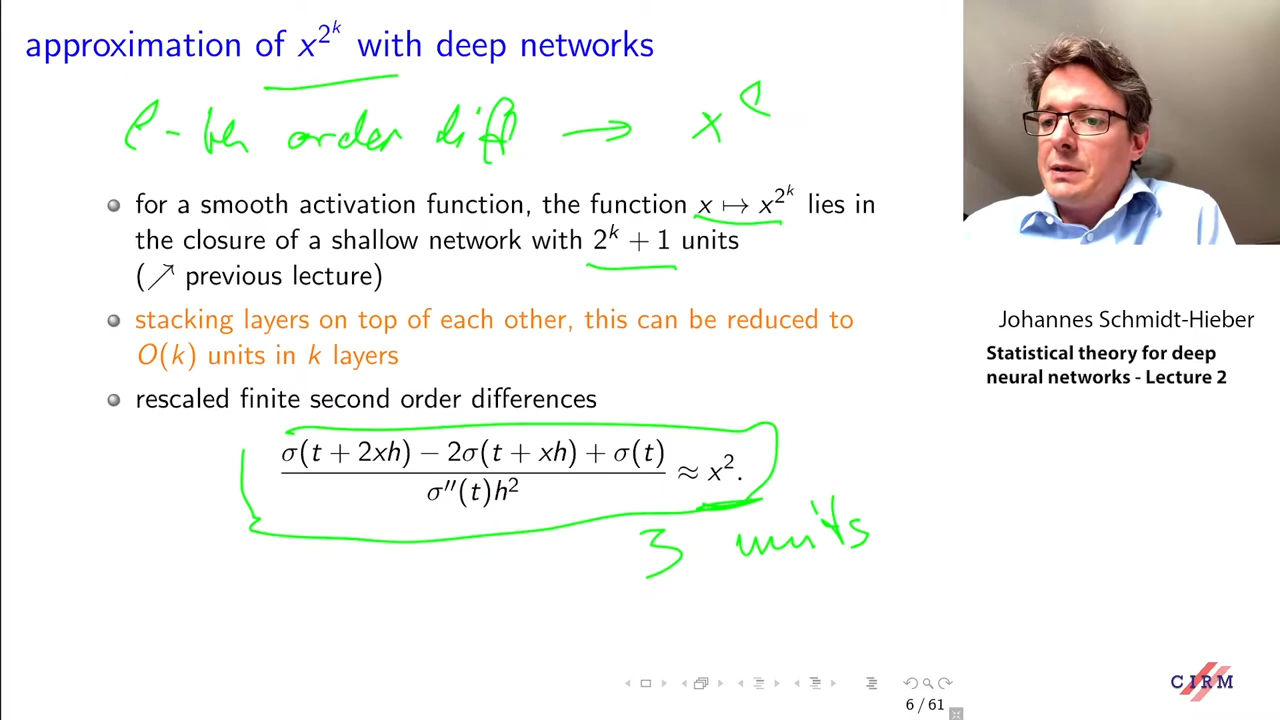 approximation of x^{2^k} with deep networks
ℓ-th order diff → x^ℓ
for a smooth activation function, the function x ↦ x^{2^k} lies in
the closure of a shallow network with 2^k + 1 units
(↗ previous lecture)
stacking layers on top of each other, this can be reduced to
O(k) units in k layers
rescaled finite second order differences
σ(t + 2xh) − 2σ(t + xh) + σ(t)
σ″(t)h²
≈ x².
3 units
6 / 61
Johannes Schmidt-Hieber
Statistical theory for deep
neural networks - Lecture 2
CIRM